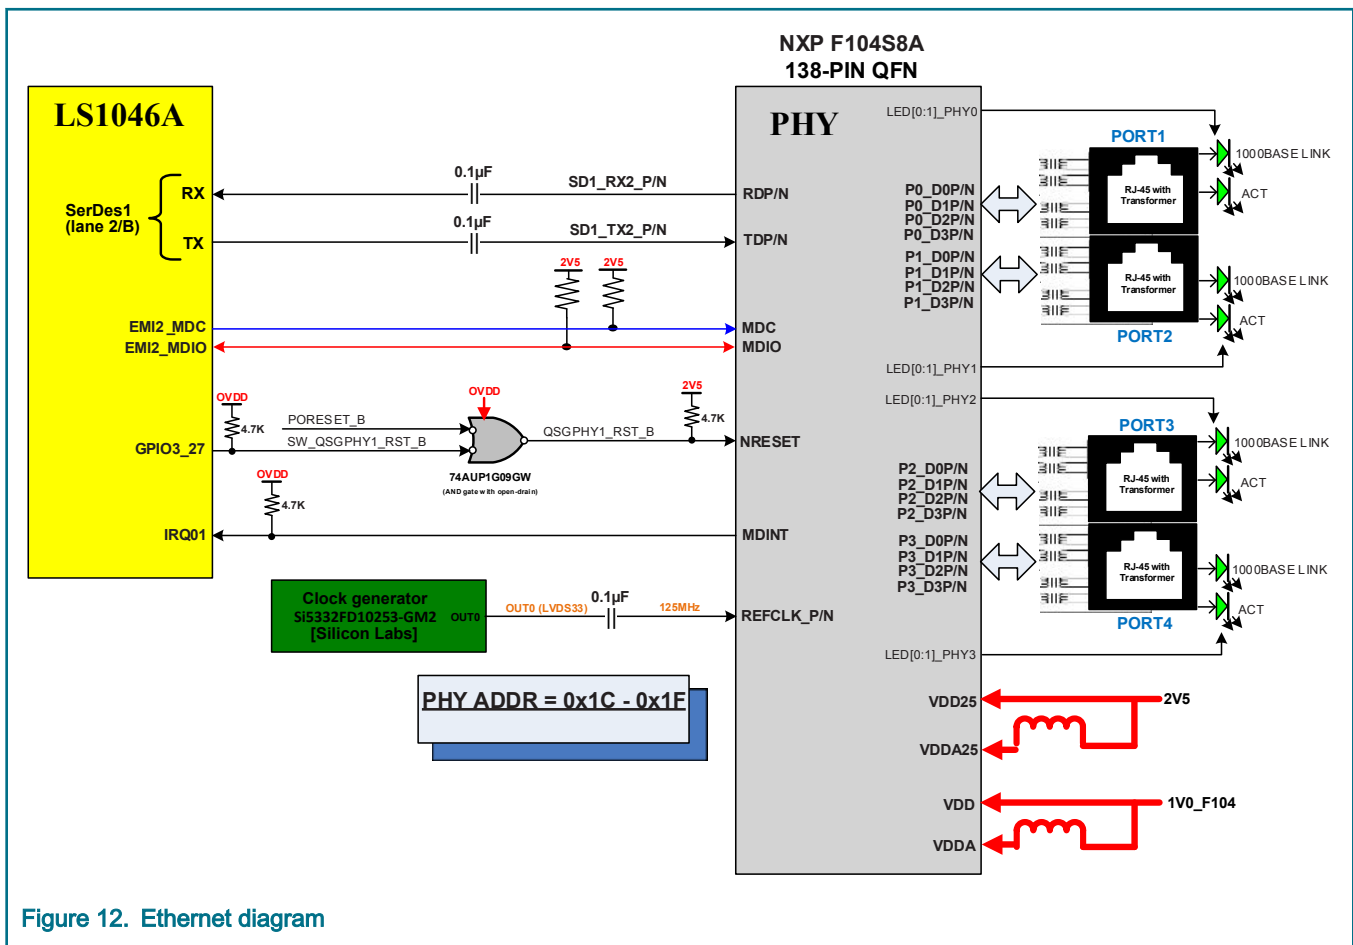 NXP F104S8A
138-PIN QFN
LS1046A
PHY
SerDes1
(lane 2/B)
RX
TX
0.1µF
SD1_RX2_P/N
RDP/N
0.1µF
SD1_TX2_P/N
TDP/N
2V5
2V5
EMI2_MDC
MDC
EMI2_MDIO
MDIO
OVDD
4.7K
PORESET_B
SW_QSGPHY1_RST_B
GPIO3_27
OVDD
74AUP1G09GW
(AND gate with open-drain)
QSGPHY1_RST_B
2V5
4.7K
NRESET
OVDD
4.7K
IRQ01
MDINT
Clock generator
Si5332FD10253-GM2
[Silicon Labs]
OUT0
OUT0 (LVDS33)
0.1µF
125MHz
REFCLK_P/N
PHY ADDR = 0x1C - 0x1F
LED[0:1]_PHY0
P0_D0P/N
P0_D1P/N
P0_D2P/N
P0_D3P/N
P1_D0P/N
P1_D1P/N
P1_D2P/N
P1_D3P/N
PORT1
RJ-45 with
Transformer
1000BASE LINK
ACT
RJ-45 with
Transformer
1000BASE LINK
ACT
PORT2
LED[0:1]_PHY1
LED[0:1]_PHY2
P2_D0P/N
P2_D1P/N
P2_D2P/N
P2_D3P/N
P3_D0P/N
P3_D1P/N
P3_D2P/N
P3_D3P/N
PORT3
RJ-45 with
Transformer
1000BASE LINK
ACT
RJ-45 with
Transformer
1000BASE LINK
ACT
PORT4
LED[0:1]_PHY3
VDD25
2V5
VDDA25
VDD
1V0_F104
VDDA
Figure 12. Ethernet diagram